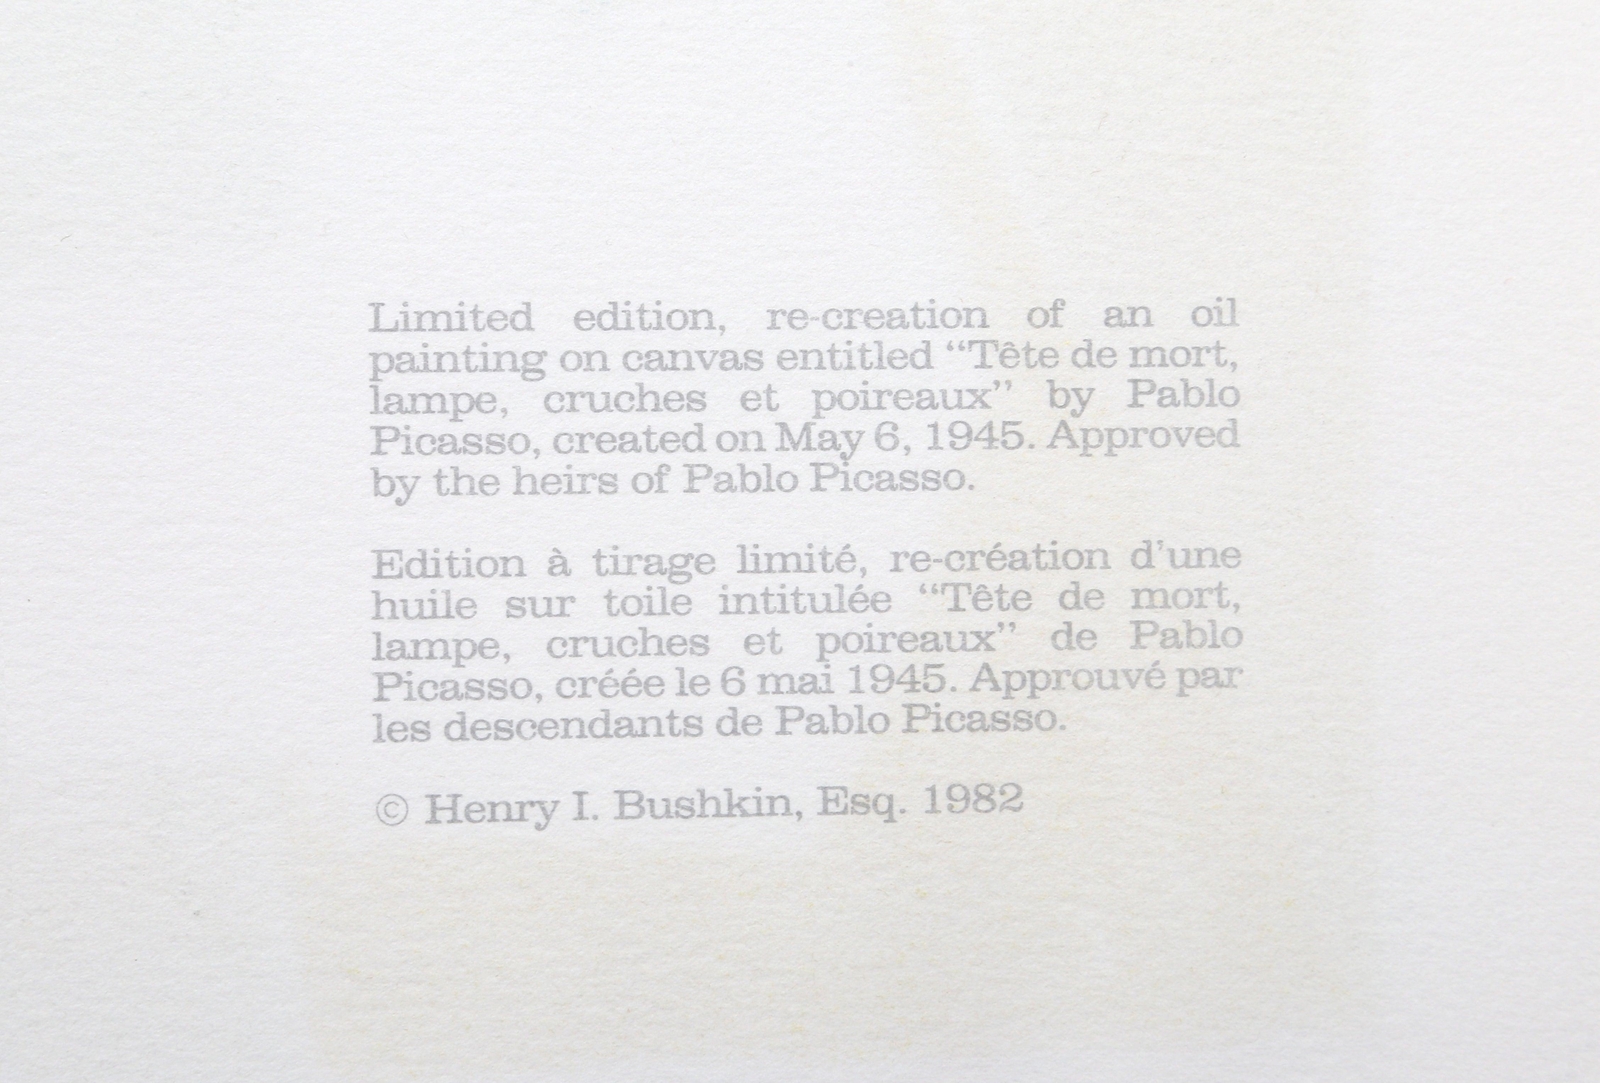 Limited edition, re-creation of an oil
painting on canvas entitled “Tête de mort,
lampe, cruches et poireaux” by Pablo
Picasso, created on May 6, 1945. Approved
by the heirs of Pablo Picasso.
Edition à tirage limité, re-création d’une
huile sur toile intitulée “Tête de mort,
lampe, cruches et poireaux” de Pablo
Picasso, créée le 6 mai 1945. Approuvé par
les descendants de Pablo Picasso.
© Henry I. Bushkin, Esq. 1982